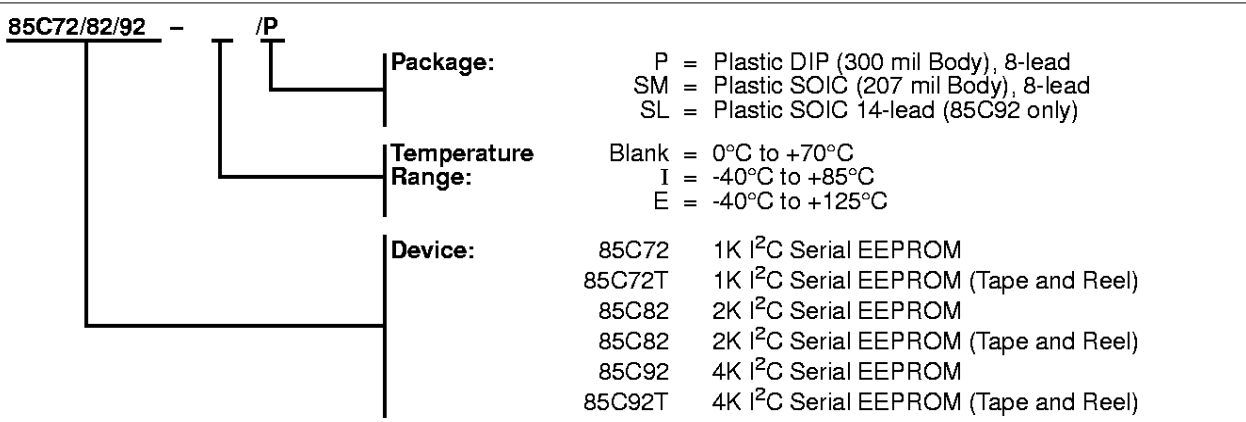 85C72/82/92 – /P
Package: P = Plastic DIP (300 mil Body), 8-lead
SM = Plastic SOIC (207 mil Body), 8-lead
SL = Plastic SOIC 14-lead (85C92 only)
Temperature Blank = 0°C to +70°C
Range: I = -40°C to +85°C
E = -40°C to +125°C
Device: 85C72 1K I²C Serial EEPROM
85C72T 1K I²C Serial EEPROM (Tape and Reel)
85C82 2K I²C Serial EEPROM
85C82 2K I²C Serial EEPROM (Tape and Reel)
85C92 4K I²C Serial EEPROM
85C92T 4K I²C Serial EEPROM (Tape and Reel)